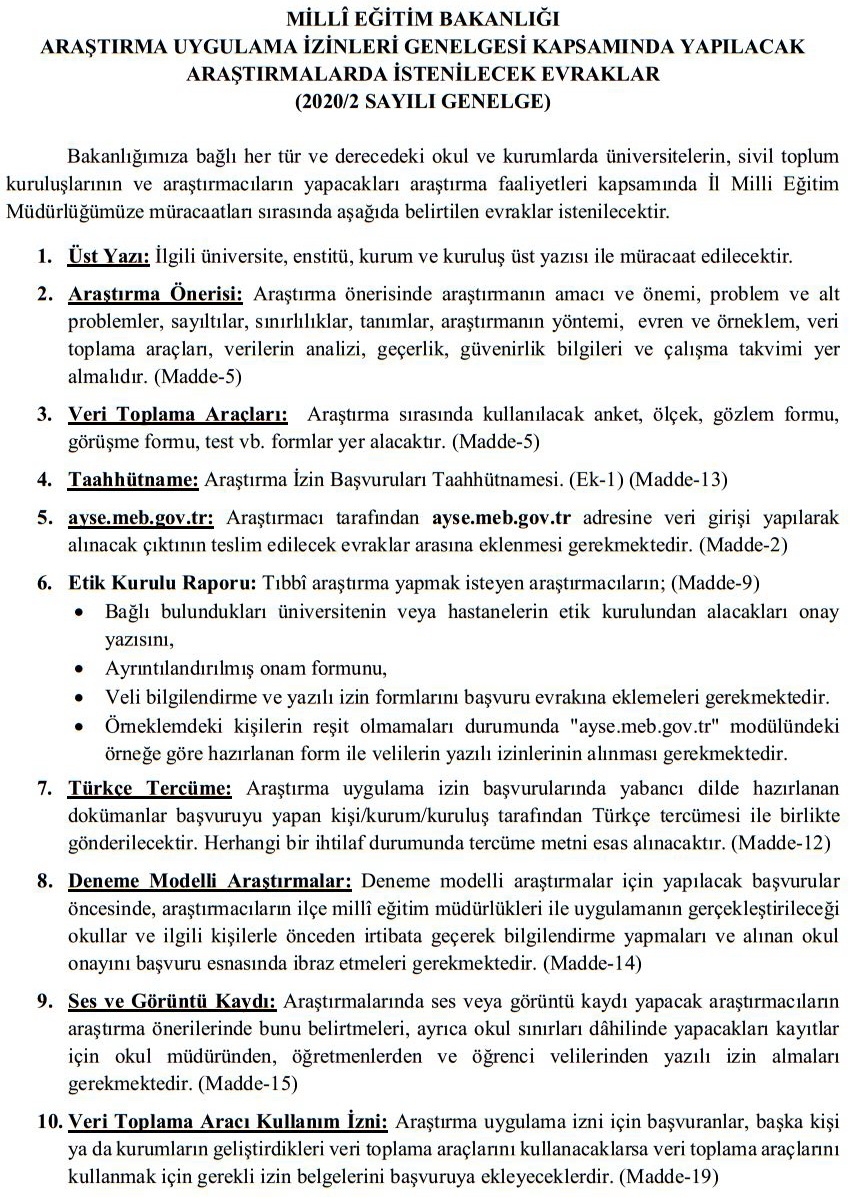 MİLLÎ EĞİTİM BAKANLIĞI
ARAŞTIRMA UYGULAMA İZİNLERİ GENELGESİ KAPSAMINDA YAPILACAK
ARAŞTIRMALARDA İSTENİLECEK EVRAKLAR
(2020/2 SAYILI GENELGE)
Bakanlığımıza bağlı her tür ve derecedeki okul ve kurumlarda üniversitelerin, sivil toplum
kuruluşlarının ve araştırmacıların yapacakları araştırma faaliyetleri kapsamında İl Milli Eğitim
Müdürlüğümüze müracaatları sırasında aşağıda belirtilen evraklar istenilecektir.
1. Üst Yazı: İlgili üniversite, enstitü, kurum ve kuruluş üst yazısı ile müracaat edilecektir.
2. Araştırma Önerisi: Araştırma önerisinde araştırmanın amacı ve önemi, problem ve alt
problemler, sayıltılar, sınırlılıklar, tanımlar, araştırmanın yöntemi, evren ve örneklem, veri
toplama araçları, verilerin analizi, geçerlik, güvenirlik bilgileri ve çalışma takvimi yer
almalıdır. (Madde-5)
3. Veri Toplama Araçları: Araştırma sırasında kullanılacak anket, ölçek, gözlem formu,
görüşme formu, test vb. formlar yer alacaktır. (Madde-5)
4. Taahhütname: Araştırma İzin Başvuruları Taahhütnamesi. (Ek-1) (Madde-13)
5. ayse.meb.gov.tr: Araştırmacı tarafından ayse.meb.gov.tr adresine veri girişi yapılarak
alınacak çıktının teslim edilecek evraklar arasına eklenmesi gerekmektedir. (Madde-2)
6. Etik Kurulu Raporu: Tıbbî araştırma yapmak isteyen araştırmacıların; (Madde-9)
• Bağlı bulundukları üniversitenin veya hastanelerin etik kurulundan alacakları onay
yazısını,
• Ayrıntılandırılmış onam formunu,
• Veli bilgilendirme ve yazılı izin formlarını başvuru evrakına eklemeleri gerekmektedir.
• Örneklemdeki kişilerin reşit olmamaları durumunda "ayse.meb.gov.tr" modülündeki
örneğe göre hazırlanan form ile velilerin yazılı izinlerinin alınması gerekmektedir.
7. Türkçe Tercüme: Araştırma uygulama izin başvurularında yabancı dilde hazırlanan
dokümanlar başvuruyu yapan kişi/kurum/kuruluş tarafından Türkçe tercümesi ile birlikte
gönderilecektir. Herhangi bir ihtilaf durumunda tercüme metni esas alınacaktır. (Madde-12)
8. Deneme Modelli Araştırmalar: Deneme modelli araştırmalar için yapılacak başvurular
öncesinde, araştırmacıların ilçe millî eğitim müdürlükleri ile uygulamanın gerçekleştirileceği
okullar ve ilgili kişilerle önceden irtibata geçerek bilgilendirme yapmaları ve alınan okul
onayını başvuru esnasında ibraz etmeleri gerekmektedir. (Madde-14)
9. Ses ve Görüntü Kaydı: Araştırmalarında ses veya görüntü kaydı yapacak araştırmacıların
araştırma önerilerinde bunu belirtmeleri, ayrıca okul sınırları dâhilinde yapacakları kayıtlar
için okul müdüründen, öğretmenlerden ve öğrenci velilerinden yazılı izin almaları
gerekmektedir. (Madde-15)
10. Veri Toplama Aracı Kullanım İzni: Araştırma uygulama izni için başvuranlar, başka kişi
ya da kurumların geliştirdikleri veri toplama araçlarını kullanacaklarsa veri toplama araçlarını
kullanmak için gerekli izin belgelerini başvuruya ekleyeceklerdir. (Madde-19)